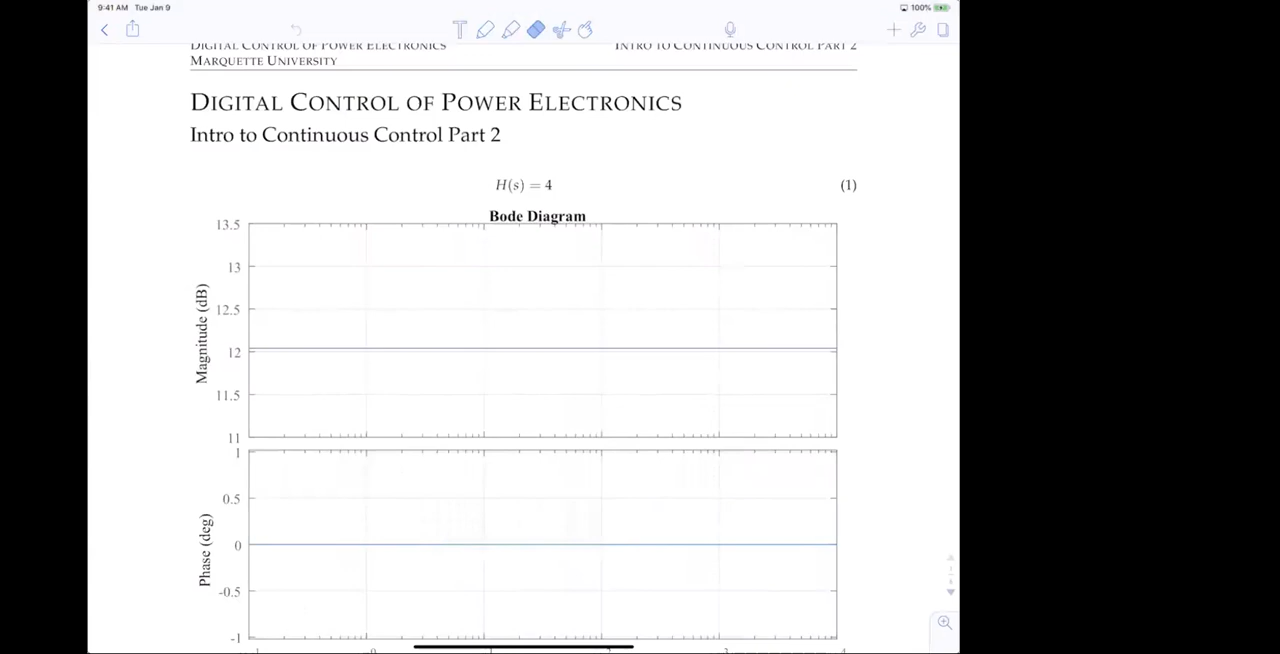 9:41 AM Tue Jan 9
100%
DIGITAL CONTROL OF POWER ELECTRONICS INTRO TO CONTINUOUS CONTROL PART 2
MARQUETTE UNIVERSITY
DIGITAL CONTROL OF POWER ELECTRONICS
Intro to Continuous Control Part 2
H(s) = 4 (1)
Bode Diagram
13.5
13
12.5
12
11.5
11
Magnitude (dB)
1
0.5
0
-0.5
-1
Phase (deg)